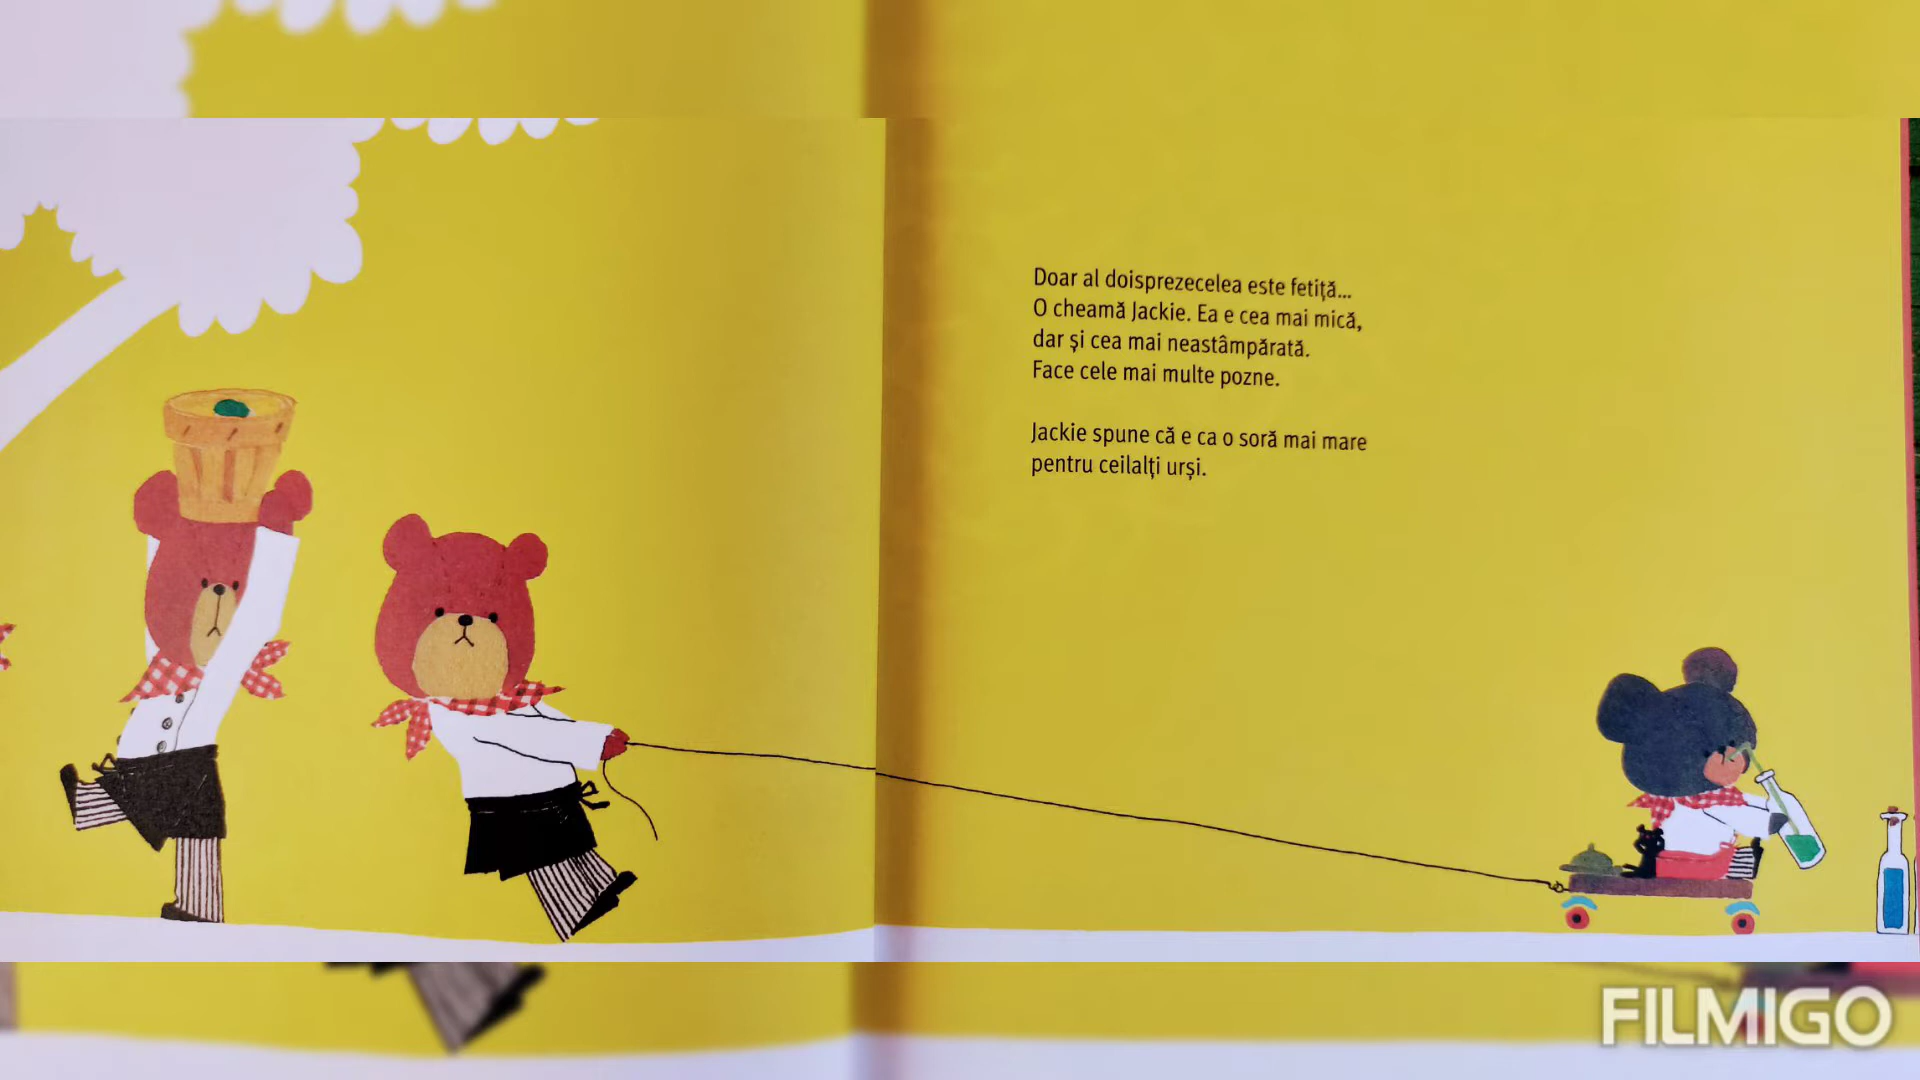 Doar al doisprezecelea este fetiță...
O cheamă Jackie. Ea e cea mai mică,
dar și cea mai neastâmpărată.
Face cele mai multe pozne.
Jackie spune că e ca o soră mai mare
pentru ceilalți urși.
FILMIGO